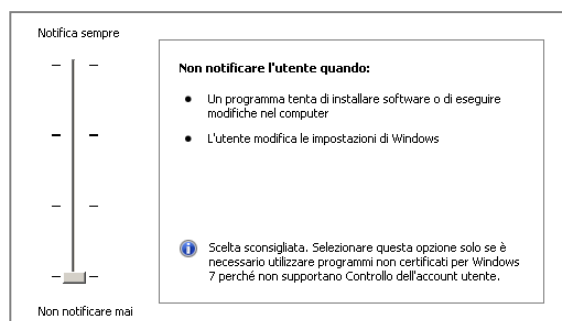 Notifica sempre
Non notificare l'utente quando:
Un programma tenta di installare software o di eseguire
modifiche nel computer
L'utente modifica le impostazioni di Windows
Scelta sconsigliata. Selezionare questa opzione solo se è
necessario utilizzare programmi non certificati per Windows
7 perché non supportano Controllo dell'account utente.
Non notificare mai